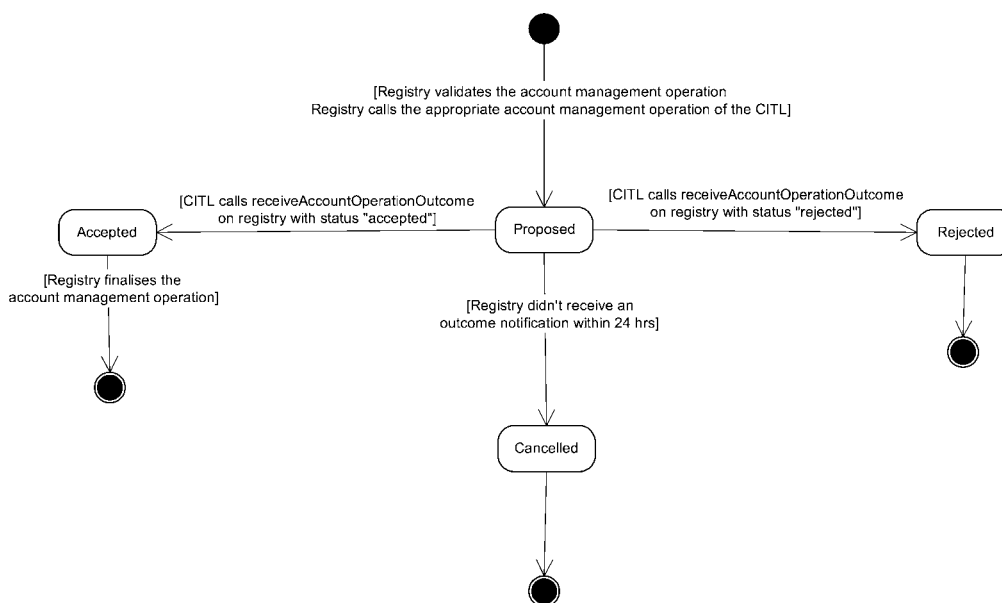 [Registry validates the account management operation
Registry calls the appropriate account management operation of the CITL]
[CITL calls receiveAccountOperationOutcome
on registry with status "accepted"]
[CITL calls receiveAccountOperationOutcome
on registry with status "rejected"]
Accepted
Proposed
Rejected
[Registry finalises the
account management operation]
[Registry didn't receive an
outcome notification within 24 hrs]
Cancelled